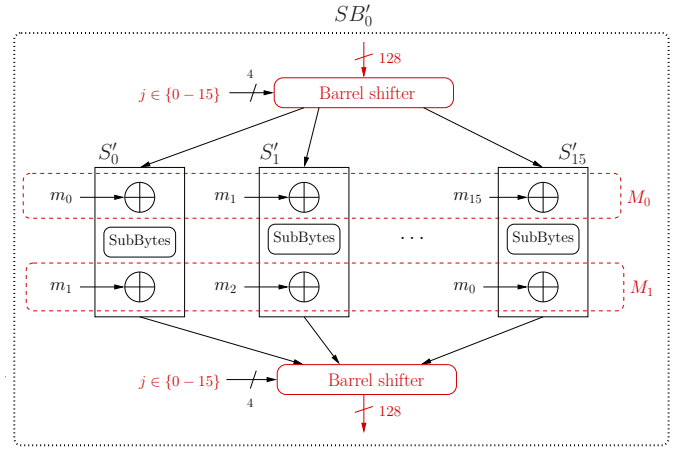 SB′₀
128
4
j ∈ {0 − 15}
Barrel shifter
S′₀ S′₁ S′₁₅
m₀ m₁ m₁₅ M₀
SubBytes SubBytes ... SubBytes
m₁ m₂ m₀ M₁
j ∈ {0 − 15} Barrel shifter
4
128